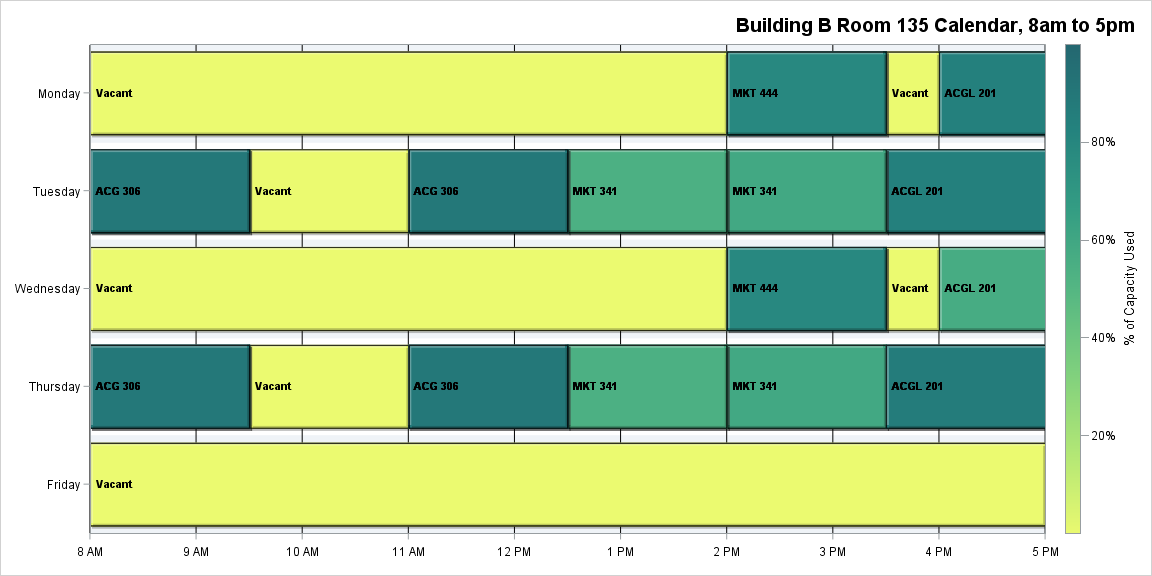 Building B Room 135 Calendar, 8am to 5pm
Monday
Vacant
MKT 444
Vacant
ACGL 201
Tuesday
ACG 306
Vacant
ACG 306
MKT 341
MKT 341
ACGL 201
Wednesday
Vacant
MKT 444
Vacant
ACGL 201
Thursday
ACG 306
Vacant
ACG 306
MKT 341
MKT 341
ACGL 201
Friday
Vacant
8 AM
9 AM
10 AM
11 AM
12 PM
1 PM
2 PM
3 PM
4 PM
5 PM
80%
60%
40%
20%
% of Capacity Used